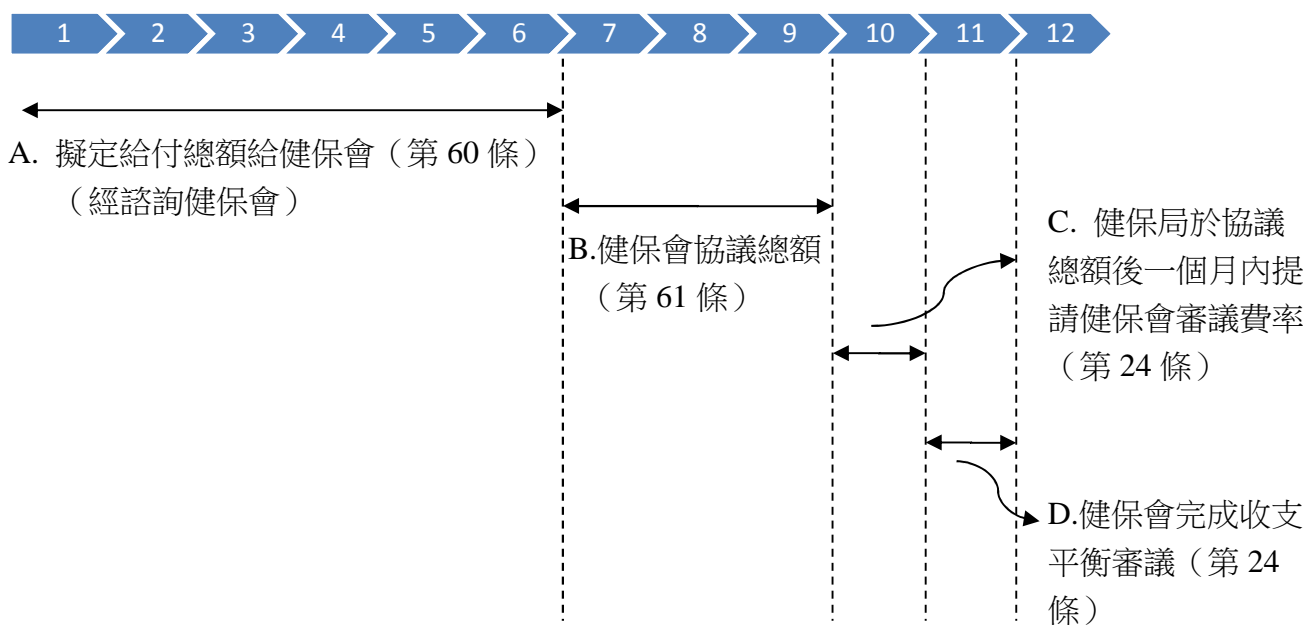 1 2 3 4 5 6 7 8 9 10 11 12
A. 擬定給付總額給健保會（第 60 條）
（經諮詢健保會）
B.健保會協議總額
（第 61 條）
C. 健保局於協議
總額後一個月內提
請健保會審議費率
（第 24 條）
D.健保會完成收支
平衡審議（第 24
條）